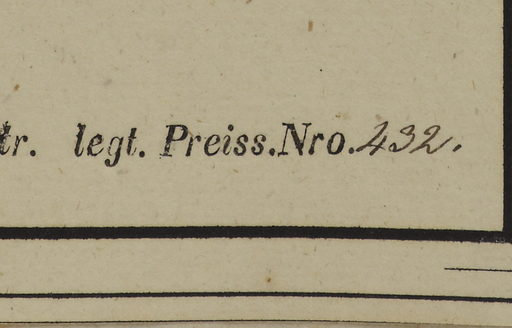 tr. legt. Preiss. Nro. 432.